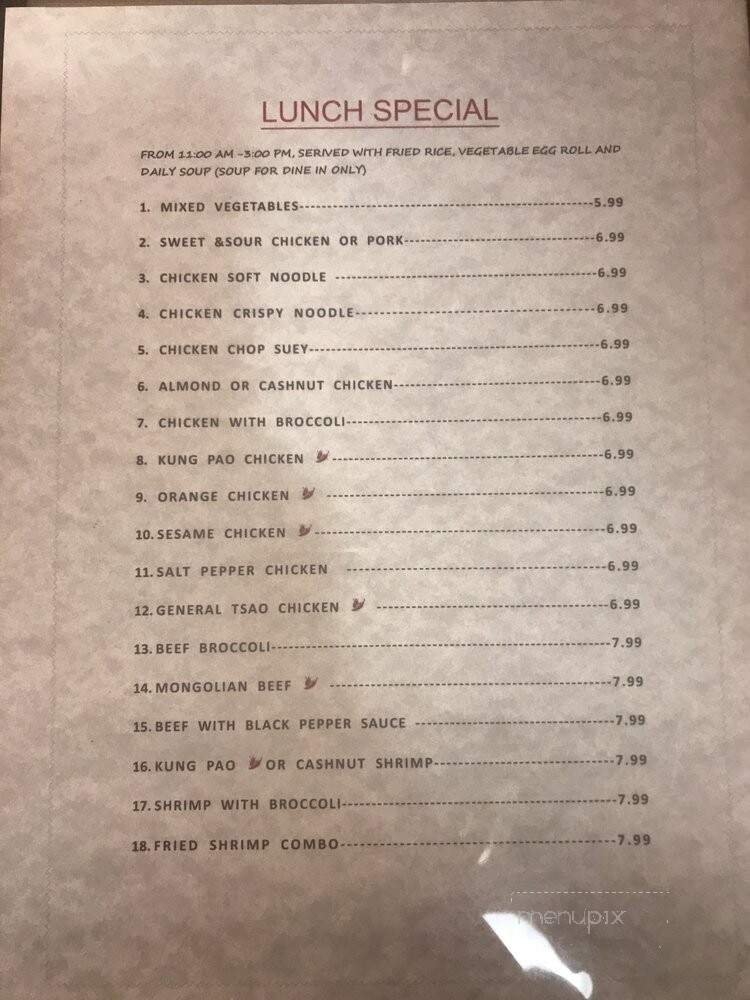 LUNCH SPECIAL
FROM 11:00 AM -3:00 PM, SERIVED WITH FRIED RICE, VEGETABLE EGG ROLL AND
DAILY SOUP (SOUP FOR DINE IN ONLY)
1. MIXED VEGETABLES------------------------------------------5.99
2. SWEET &SOUR CHICKEN OR PORK---------------------------6.99
3. CHICKEN SOFT NOODLE -------------------------------------6.99
4. CHICKEN CRISPY NOODLE----------------------------------6.99
5. CHICKEN CHOP SUEY-----------------------------------------6.99
6. ALMOND OR CASHNUT CHICKEN-----------------------------6.99
7. CHICKEN WITH BROCCOLI------------------------------------6.99
8. KUNG PAO CHICKEN ---------------------------------------6.99
9. ORANGE CHICKEN ---------------------------------------6.99
10. SESAME CHICKEN -----------------------------------------6.99
11. SALT PEPPER CHICKEN -------------------------------------6.99
12. GENERAL TSAO CHICKEN ---------------------------------6.99
13. BEEF BROCCOLI------------------------------------------------7.99
14. MONGOLIAN BEEF ----------------------------------------7.99
15. BEEF WITH BLACK PEPPER SAUCE ----------------------------7.99
16. KUNG PAO OR CASHNUT SHRIMP-------------------------7.99
17. SHRIMP WITH BROCCOLI--------------------------------------7.99
18. FRIED SHRIMP COMBO---------------------------------------7.99
menupix